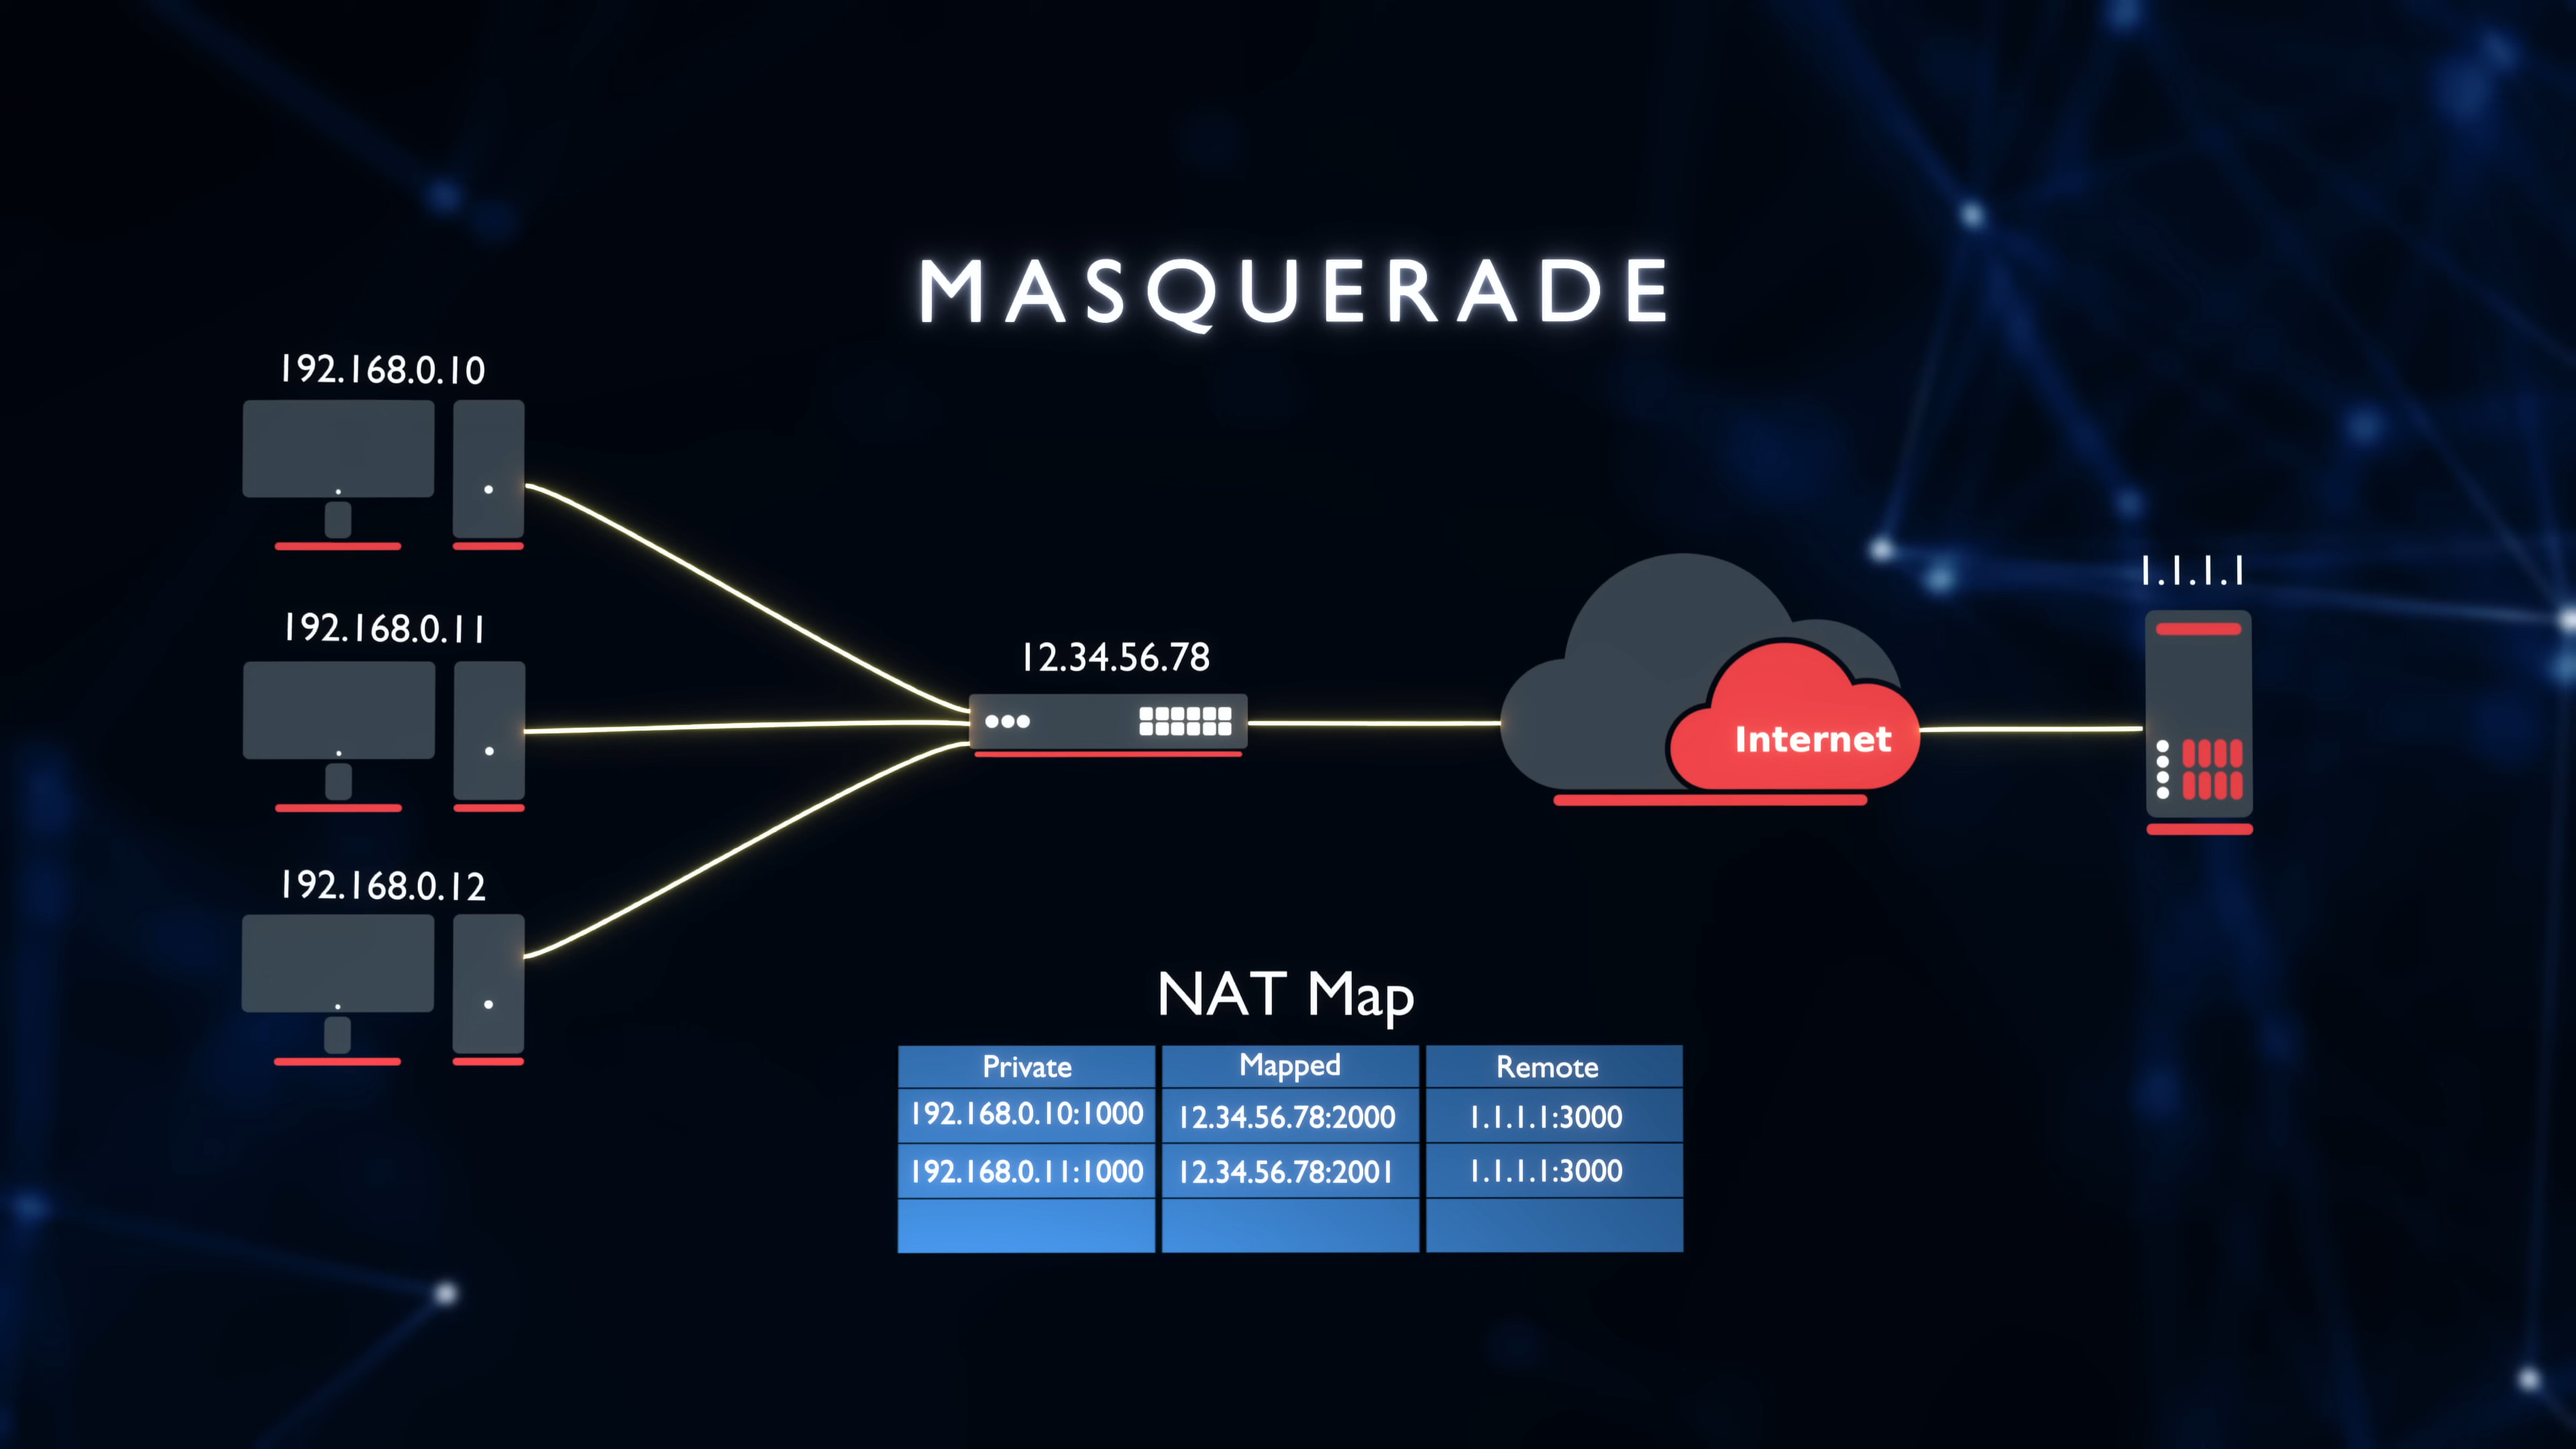 MASQUERADE
192.168.0.10
192.168.0.11
192.168.0.12
12.34.56.78
Internet
1.1.1.1
NAT Map
Private Mapped Remote
192.168.0.10:1000 12.34.56.78:2000 1.1.1.1:3000
192.168.0.11:1000 12.34.56.78:2001 1.1.1.1:3000